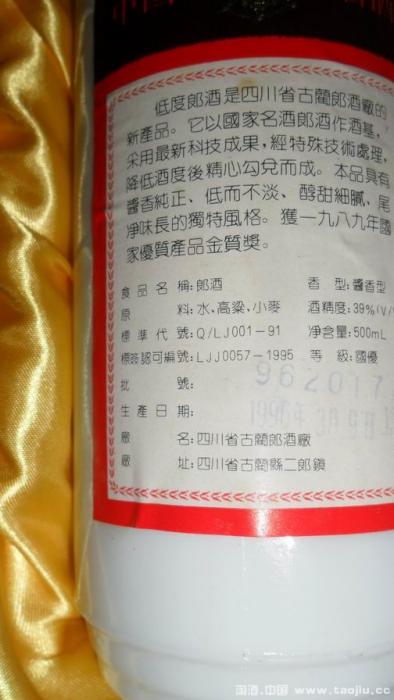 低度郎酒是四川省古藺郎酒廠的
新產品。它以國家名酒郎酒作酒基，
采用最新科技成果，經特殊技術處理，
降低酒度後精心勾兌而成。本品具有
醬香純正、低而不淡、醇甜細膩、尾
净味長的獨特風格。獲一九八九年國
家優質產品金質獎。
食品名稱:郎酒 香型:醬香型
原料:水、高粱、小麥 酒精度:39%(V/
標準代號:Q/LJ001-91 净含量:500mL
標簽認可編號:LJJ0057-1995 等級:國優
批號: 962017
生產日期:
廠名:四川省古藺郎酒廠
廠址:四川省古藺縣二郎鎮
国酒.中国 www.taojiu.cc